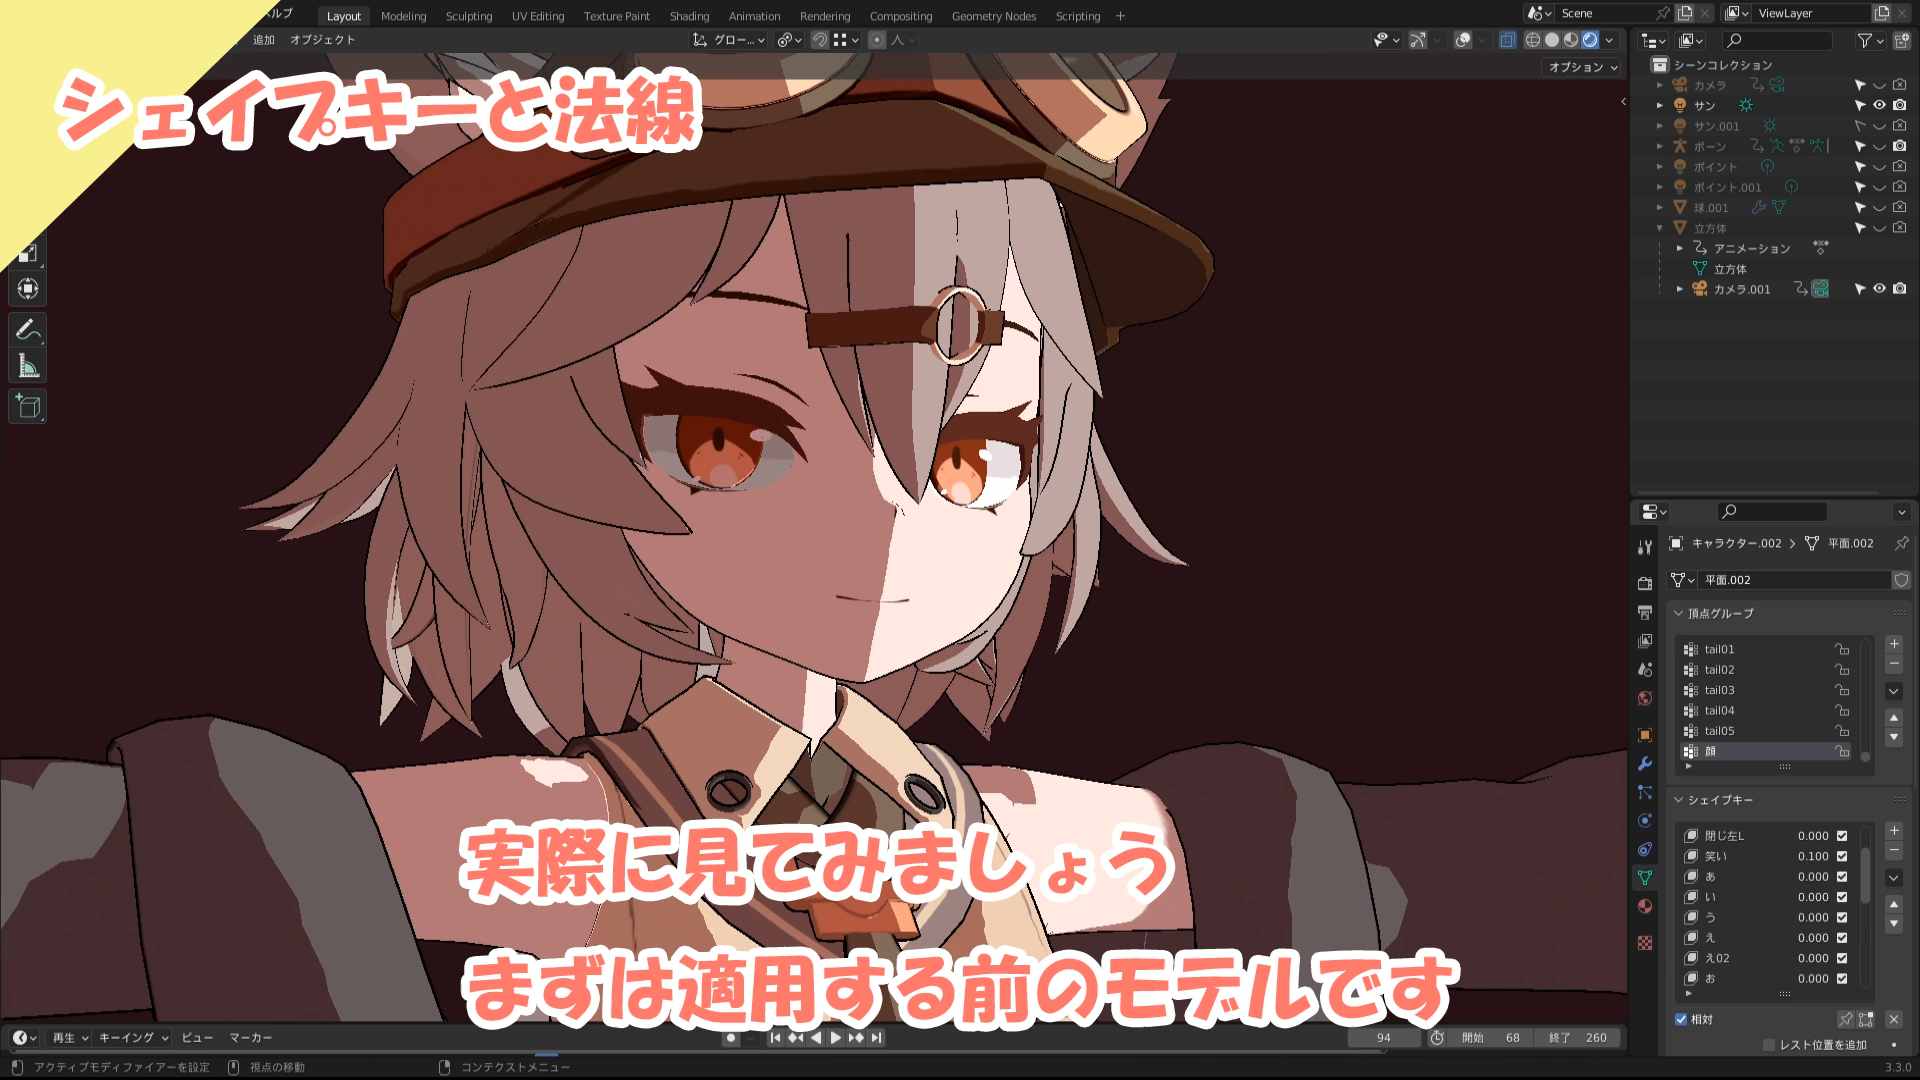 ヘルプ
Layout Modeling Sculpting UV Editing Texture Paint Shading Animation Rendering Compositing Geometry Nodes Scripting +
Scene
ViewLayer
追加 オブジェクト
グロー...
オプション
シェイプキーと法線
シーンコレクション
カメラ
サン
サン.001
ボーン
ポイント
ポイント.001
球.001
立方体
アニメーション
立方体
カメラ.001
キャラクター.002 > 平面.002
平面.002
頂点グループ
tail01
tail02
tail03
tail04
tail05
顔
シェイプキー
閉じ左L 0.000
笑い 0.100
あ 0.000
い 0.000
う 0.000
え 0.000
え02 0.000
お 0.000
相対
レスト位置を追加
実際に見てみましょう
まずは適用する前のモデルです
再生 キーイング ビュー マーカー
94 開始 68 終了 260
アクティブモディファイアーを設定 視点の移動 コンテクストメニュー
3.3.0